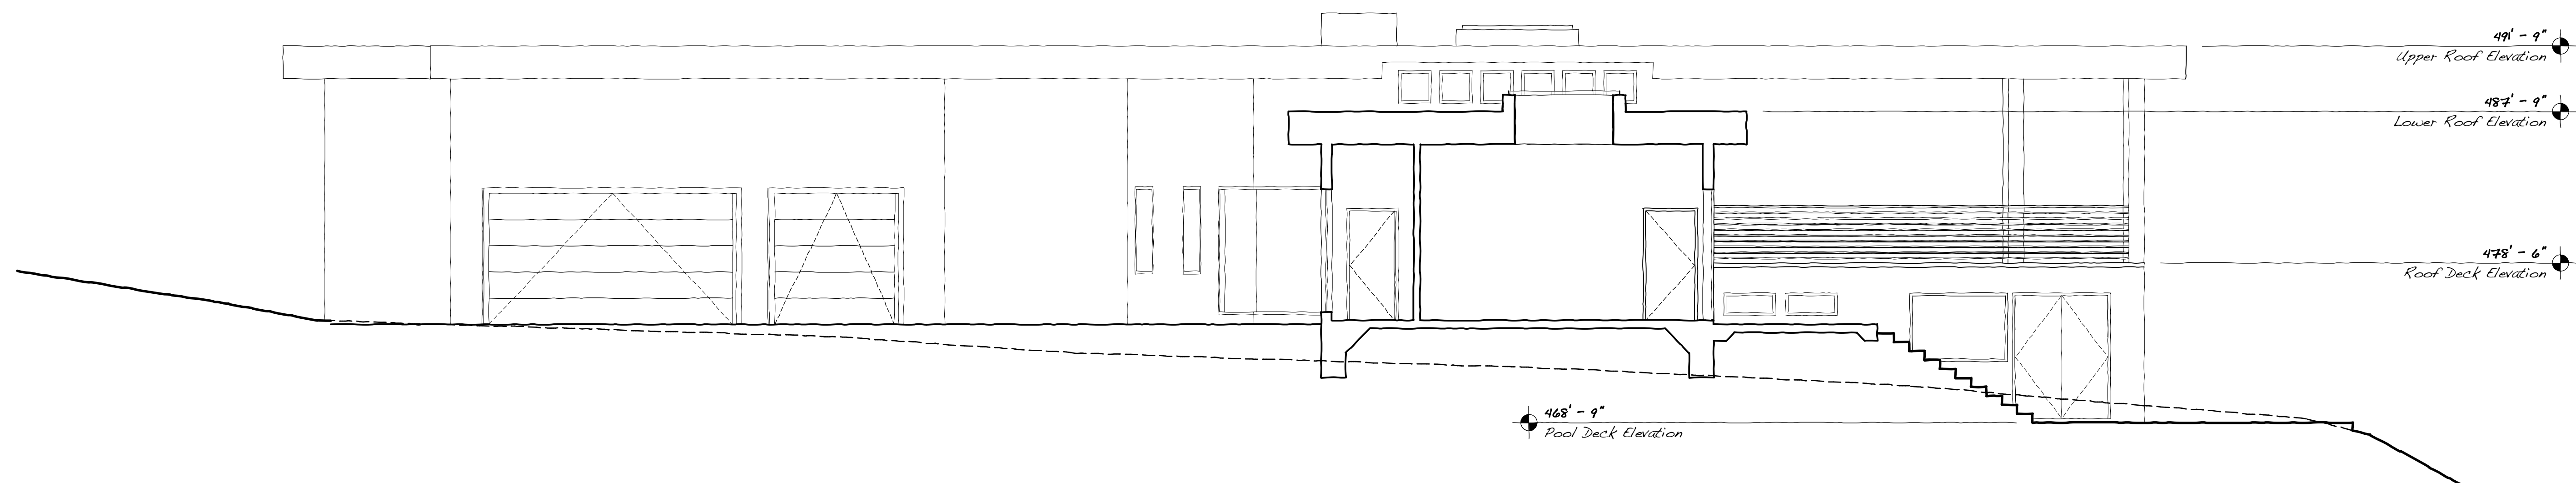 491' - 9"
Upper Roof Elevation
487' - 9"
Lower Roof Elevation
478' - 6"
Roof Deck Elevation
468' - 9"
Pool Deck Elevation